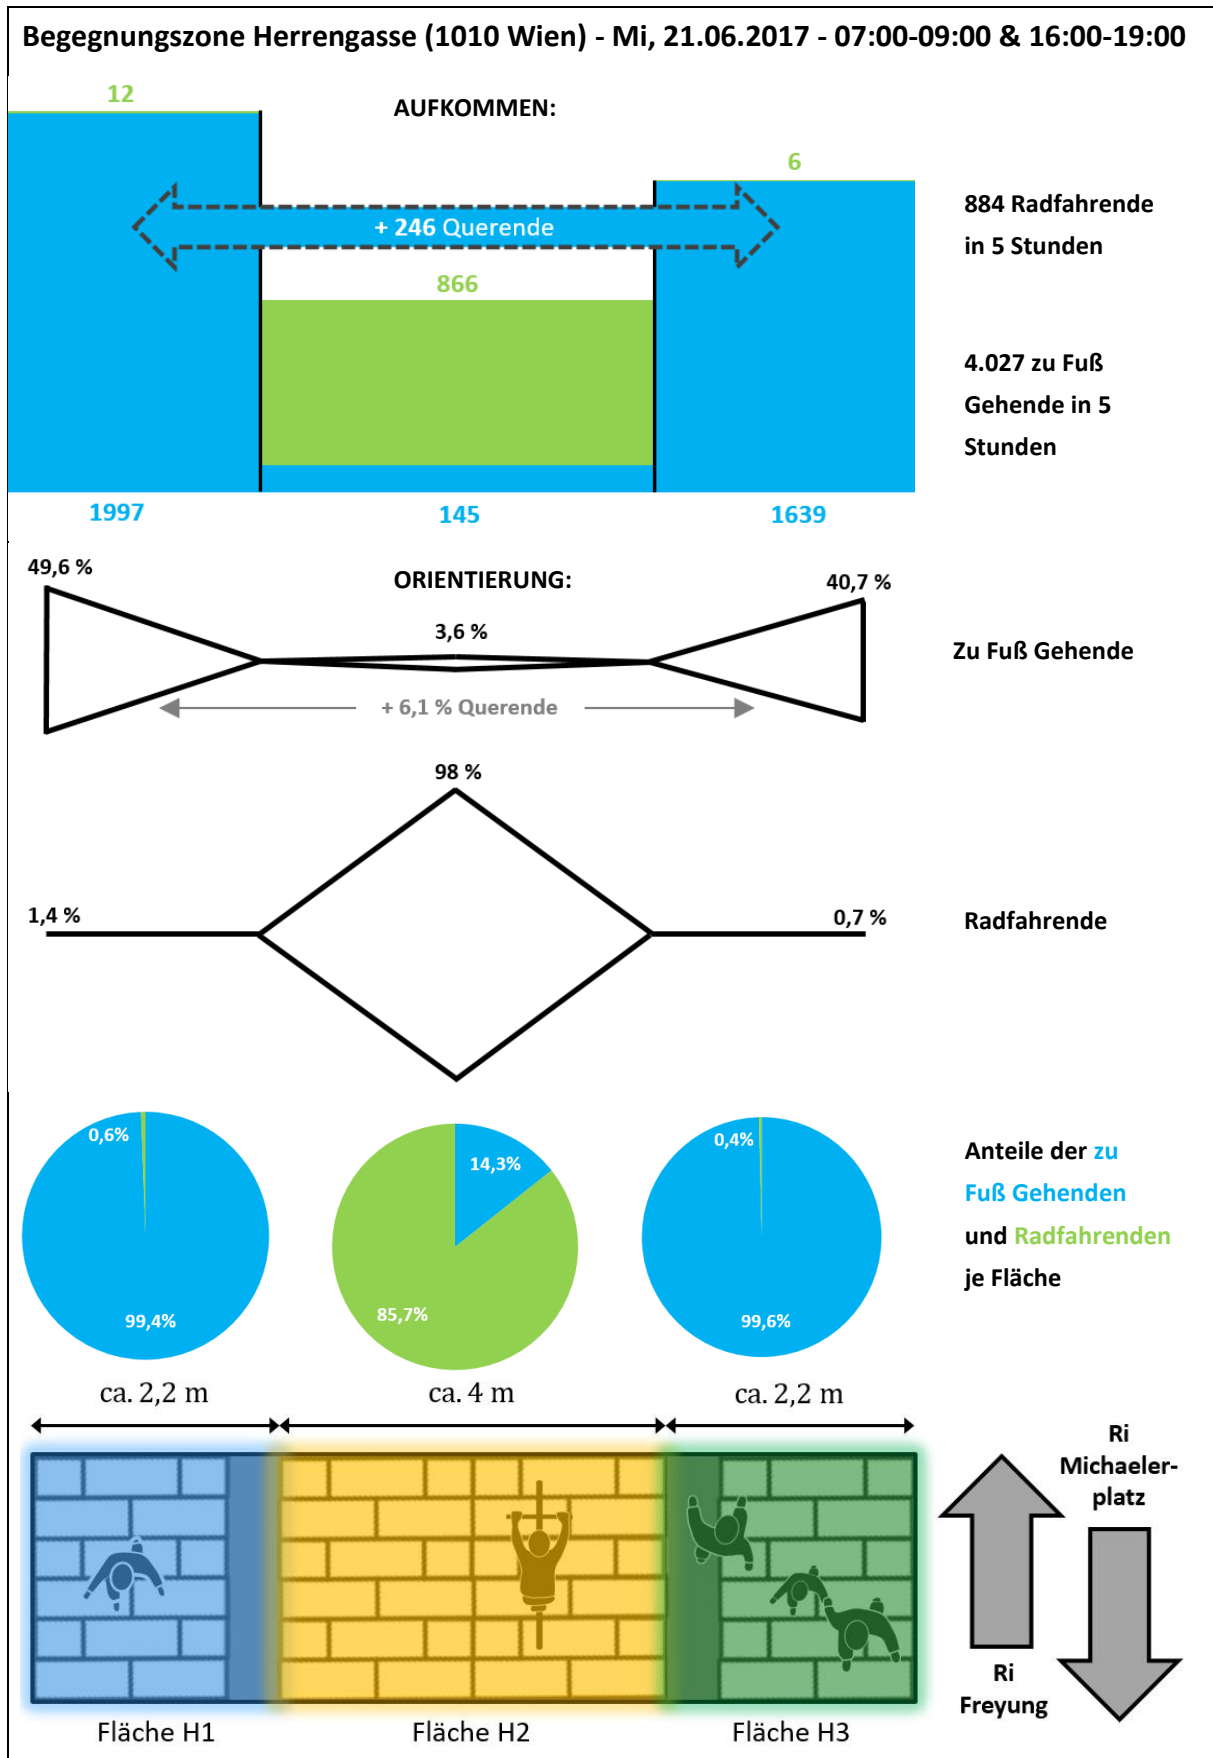 Begegnungszone Herrengasse (1010 Wien) - Mi, 21.06.2017 - 07:00-09:00 & 16:00-19:00
AUFKOMMEN:
12
6
+ 246 Querende
866
1997
145
1639
884 Radfahrende
in 5 Stunden
4.027 zu Fuß
Gehende in 5
Stunden
ORIENTIERUNG:
49,6 %
3,6 %
40,7 %
+ 6,1 % Querende
Zu Fuß Gehende
98 %
1,4 %
0,7 %
Radfahrende
0,6%
99,4%
14,3%
85,7%
0,4%
99,6%
Anteile der zu
Fuß Gehenden
und Radfahrenden
je Fläche
ca. 2,2 m
ca. 4 m
ca. 2,2 m
Ri
Michaeler-
platz
Ri
Freyung
Fläche H1
Fläche H2
Fläche H3